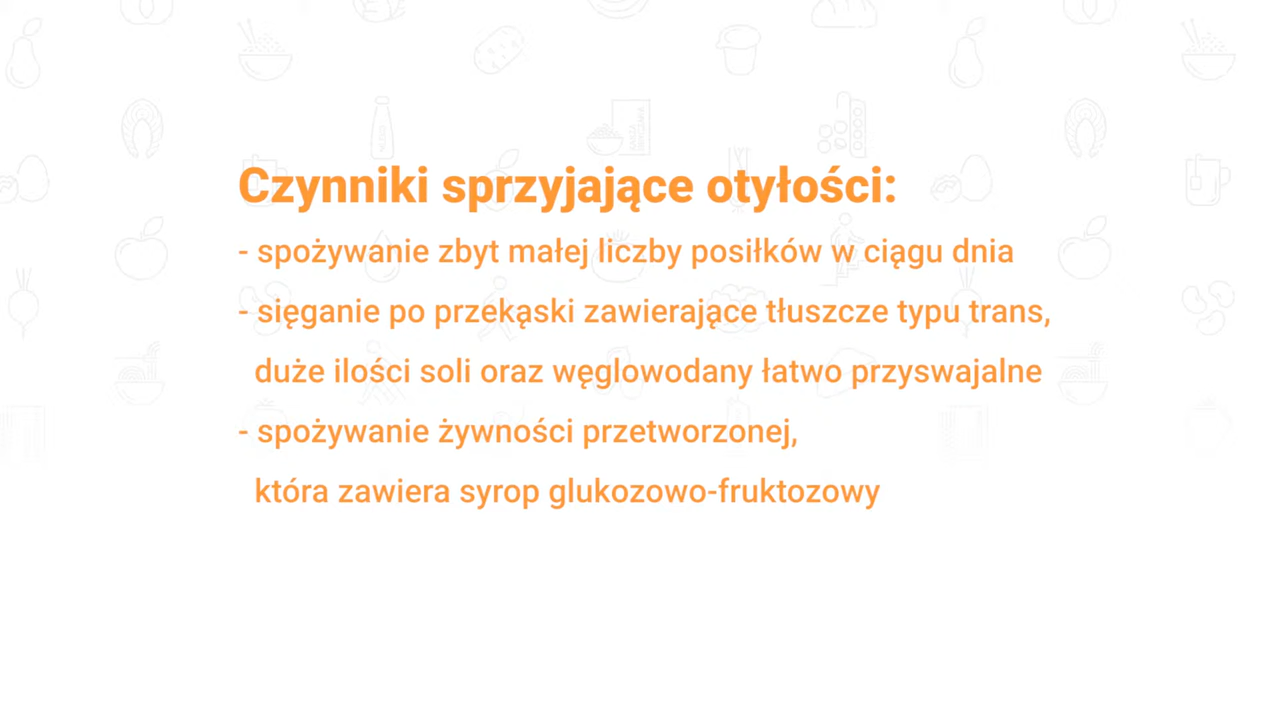 Czynniki sprzyjające otyłości:
- spożywanie zbyt małej liczby posiłków w ciągu dnia
- sięganie po przekąski zawierające tłuszcze typu trans,
duże ilości soli oraz węglowodany łatwo przyswajalne
- spożywanie żywności przetworzonej,
która zawiera syrop glukozowo-fruktozowy